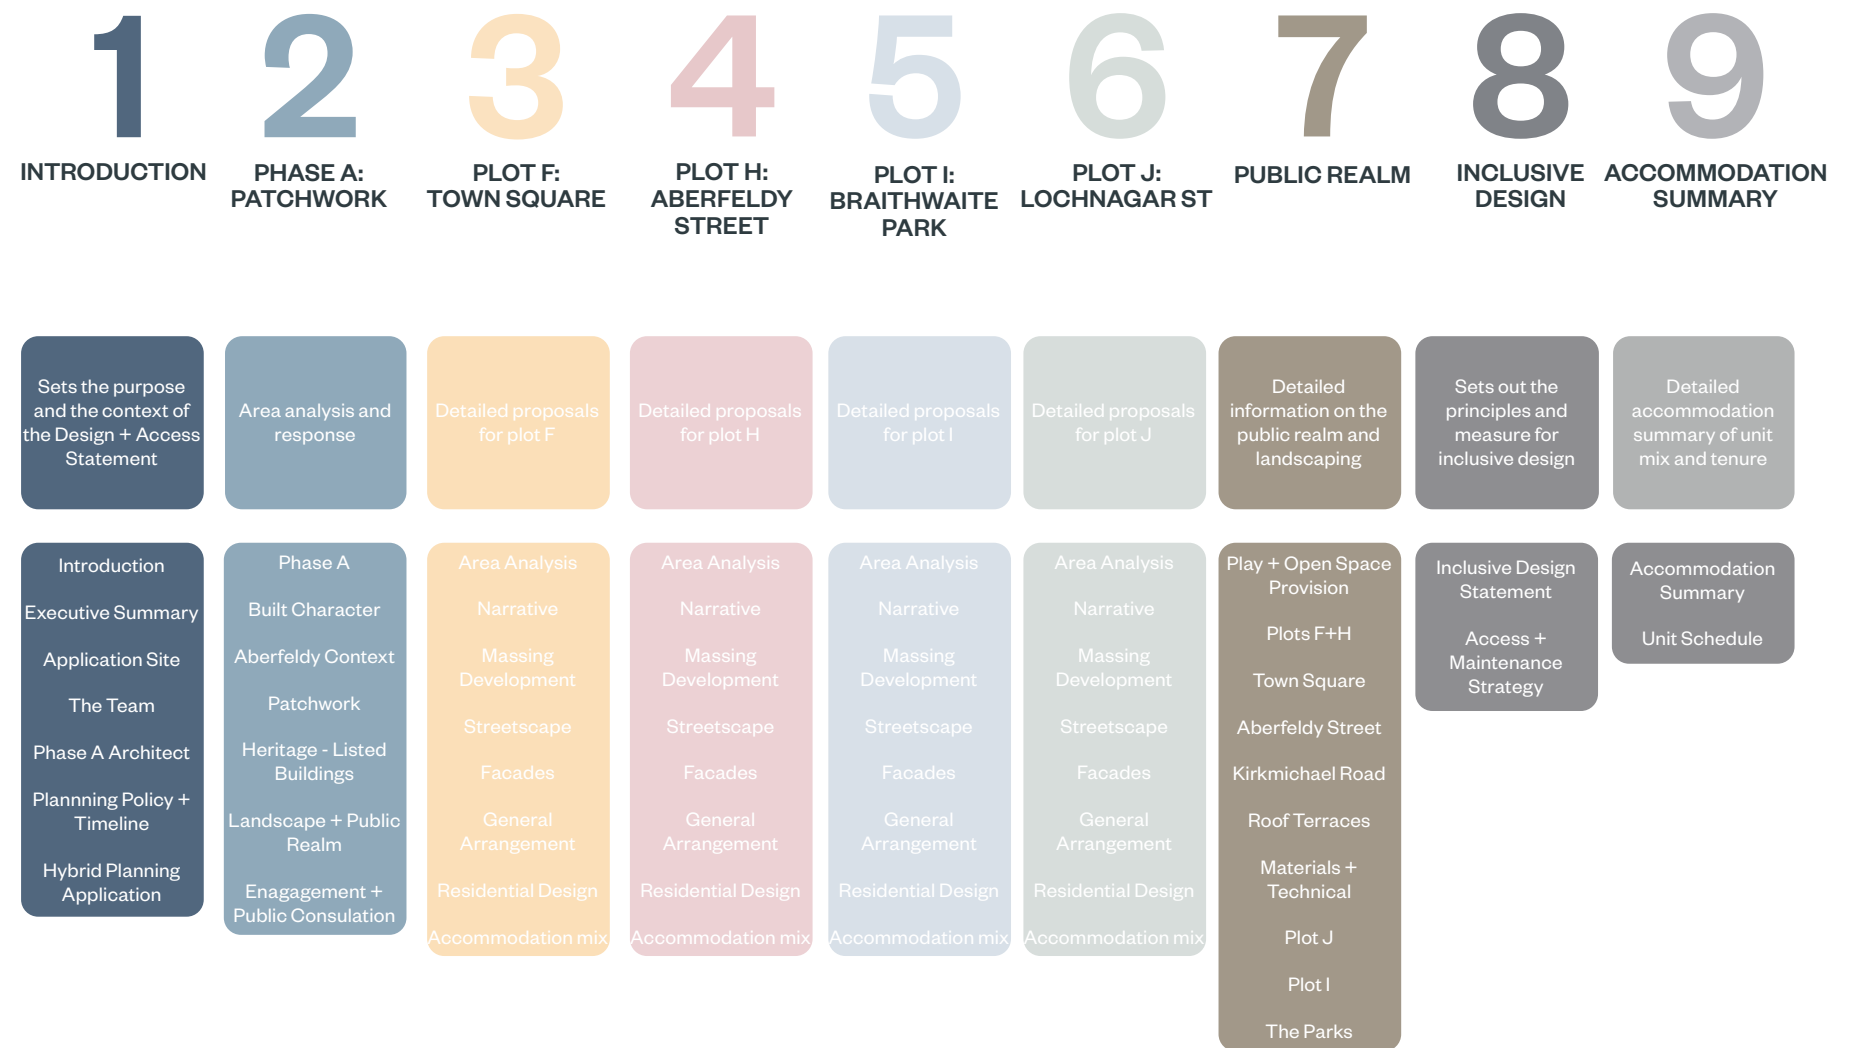 1
INTRODUCTION
Sets the purpose
and the context of
the Design + Access
Statement
Introduction
Executive Summary
Application Site
The Team
Phase A Architect
Plannning Policy +
Timeline
Hybrid Planning
Application
2
PHASE A:
PATCHWORK
Area analysis and
response
Phase A
Built Character
Aberfeldy Context
Patchwork
Heritage - Listed
Buildings
Landscape + Public
Realm
Enagagement +
Public Consulation
3
PLOT F:
TOWN SQUARE
Detailed proposals
for plot F
Area Analysis
Narrative
Massing
Development
Streetscape
Facades
General
Arrangement
Residential Design
Accommodation mix
4
PLOT H:
ABERFELDY
STREET
Detailed proposals
for plot H
Area Analysis
Narrative
Massing
Development
Streetscape
Facades
General
Arrangement
Residential Design
Accommodation mix
5
PLOT I:
BRAITHWAITE
PARK
Detailed proposals
for plot I
Area Analysis
Narrative
Massing
Development
Streetscape
Facades
General
Arrangement
Residential Design
Accommodation mix
6
PLOT J:
LOCHNAGAR ST
Detailed proposals
for plot J
Area Analysis
Narrative
Massing
Development
Streetscape
Facades
General
Arrangement
Residential Design
Accommodation mix
7
PUBLIC REALM
Detailed
information on the
public realm and
landscaping
Play + Open Space
Provision
Plots F+H
Town Square
Aberfeldy Street
Kirkmichael Road
Roof Terraces
Materials +
Technical
Plot J
Plot I
The Parks
8
INCLUSIVE
DESIGN
Sets out the
principles and
measure for
inclusive design
Inclusive Design
Statement
Access +
Maintenance
Strategy
9
ACCOMMODATION
SUMMARY
Detailed
accommodation
summary of unit
mix and tenure
Accommodation
Summary
Unit Schedule